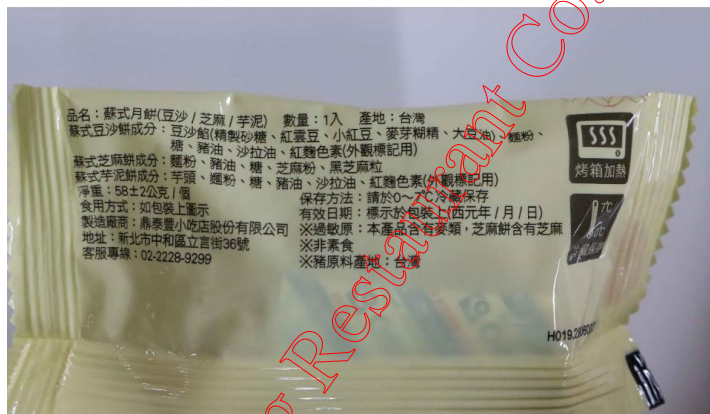 品名：蘇式月餅(豆沙/芝麻/芋泥) 數量：1入 產地：台灣
蘇式豆沙餅成分：豆沙餡(精製砂糖、紅雲豆、小紅豆、麥芽糊精、大豆油)、麵粉、
糖、豬油、沙拉油、紅麴色素(外觀標記用)
蘇式芝麻餅成分：麵粉、豬油、糖、芝麻粉、黑芝麻粒
蘇式芋泥餅成分：芋頭、麵粉、糖、豬油、沙拉油、紅麴色素(外觀標記用)
淨重：58±2公克/個
食用方式：如包裝上圖示
製造廠商：鼎泰豐小吃店股份有限公司
地址：新北市中和區立言街36號
客服專線：02-2228-9299
保存方法：請於0~7℃冷藏保存
有效日期：標示於包裝上(西元年/月/日)
※過敏原：本產品含有麥類，芝麻餅含有芝麻
※非素食
※豬原料產地：台灣
烤箱加熱
7℃
H019.
g Restaurant Co.